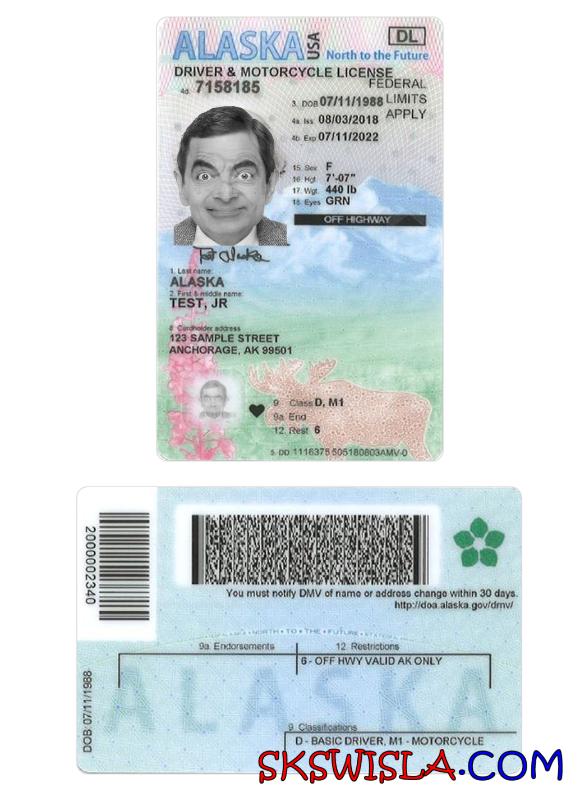 ALASKA USA
DL
North to the Future
DRIVER & MOTORCYCLE LICENSE
FEDERAL
LIMITS
APPLY
4d. 7158185
3. DOB 07/11/1988
4a. Iss 08/03/2018
4b. Exp 07/11/2022
15. Sex F
16. Hgt 7'-07"
17. Wgt 440 lb
18. Eyes GRN
OFF HIGHWAY
Test Alaska
1. Last name:
ALASKA
2. First & middle name:
TEST, JR
8. Cardholder address
123 SAMPLE STREET
ANCHORAGE, AK 99501
9. Class D, M1
9a. End
12. Rest 6
5. DD 1116375 505180803AMV-0
2000002340
You must notify DMV of name or address change within 30 days.
http://doa.alaska.gov/dmv/
NORTH • TO • THE • FUTURE
9a. Endorsements
12. Restrictions
6 - OFF HWY VALID AK ONLY
ALASKA
DOB: 07/11/1988
9. Classifications
D - BASIC DRIVER, M1 - MOTORCYCLE
SKSWISLA.COM